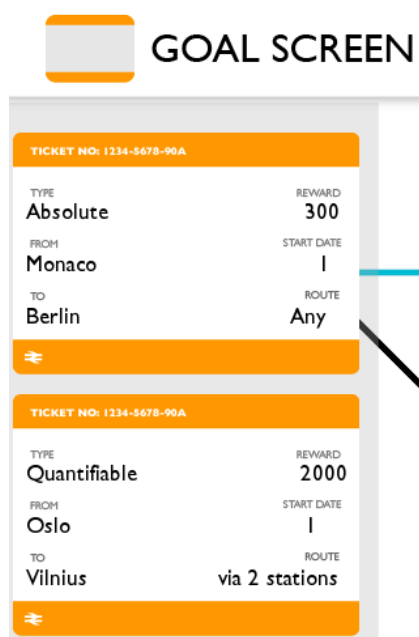 GOAL SCREEN
TICKET NO: 1234-5678-90A
TYPE REWARD
Absolute 300
FROM START DATE
Monaco 1
TO ROUTE
Berlin Any
TICKET NO: 1234-5678-90A
TYPE REWARD
Quantifiable 2000
FROM START DATE
Oslo 1
TO ROUTE
Vilnius via 2 stations